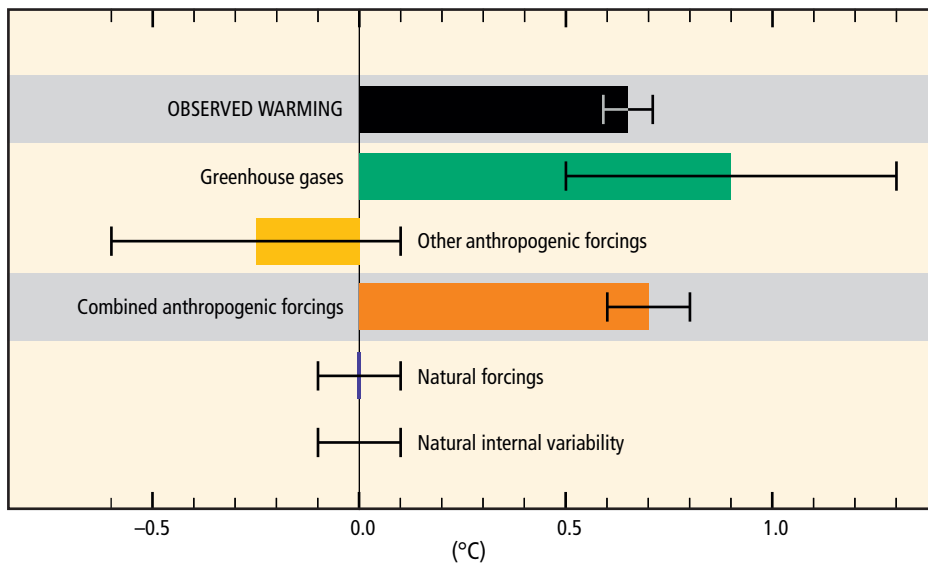 OBSERVED WARMING
Greenhouse gases
Other anthropogenic forcings
Combined anthropogenic forcings
Natural forcings
Natural internal variability
–0.5 0.0 0.5 1.0
(°C)